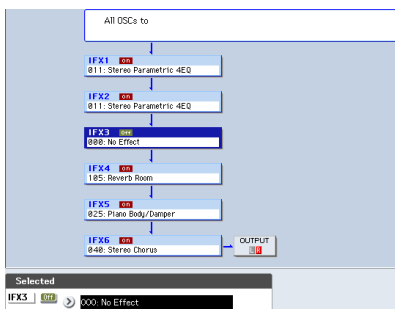 All OSCs to
IFX1 on
011: Stereo Parametric 4EQ
IFX2 on
011: Stereo Parametric 4EQ
IFX3 Off
000: No Effect
IFX4 on
105: Reverb Room
IFX5 on
025: Piano Body/Damper
IFX6 on
040: Stereo Chorus
OUTPUT
L R
Selected
IFX3 Off 000: No Effect